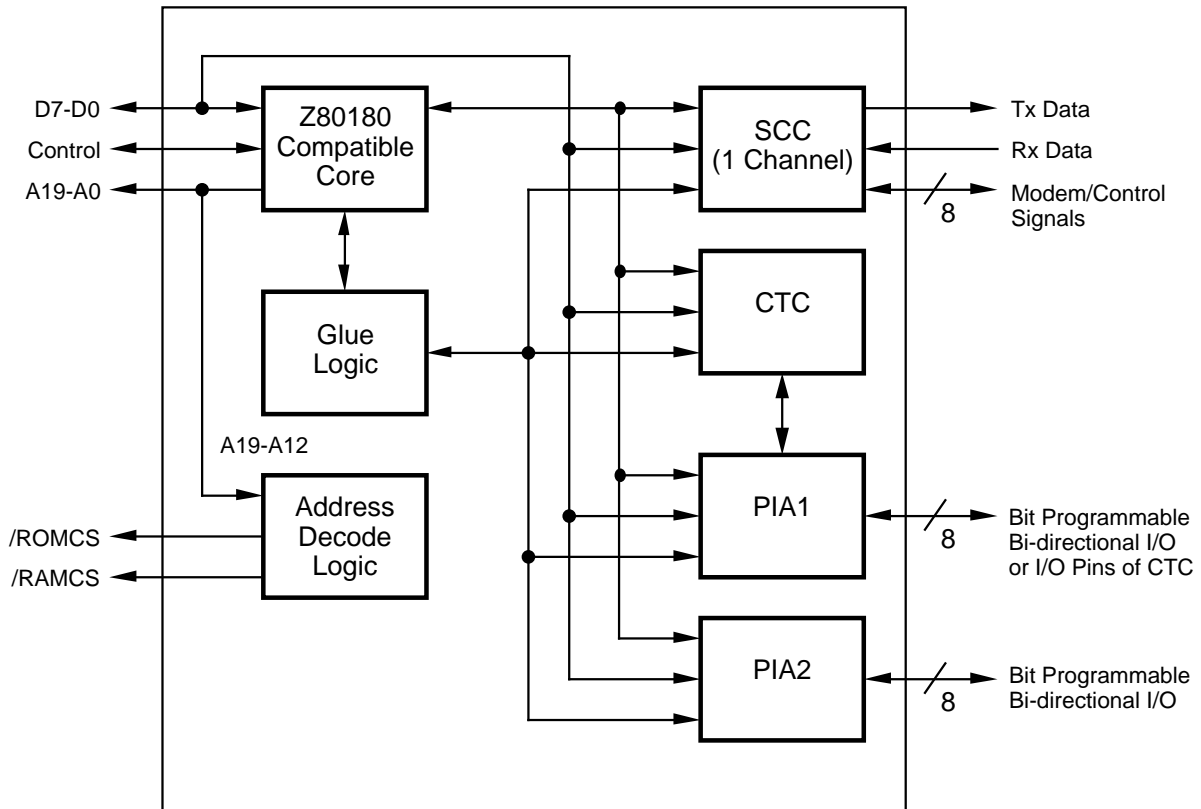 D7-D0
Control
A19-A0
Z80180
Compatible
Core
SCC
(1 Channel)
Tx Data
Rx Data
8
Modem/Control
Signals
Glue
Logic
CTC
A19-A12
Address
Decode
Logic
/ROMCS
/RAMCS
PIA1
8
Bit Programmable
Bi-directional I/O
or I/O Pins of CTC
PIA2
8
Bit Programmable
Bi-directional I/O